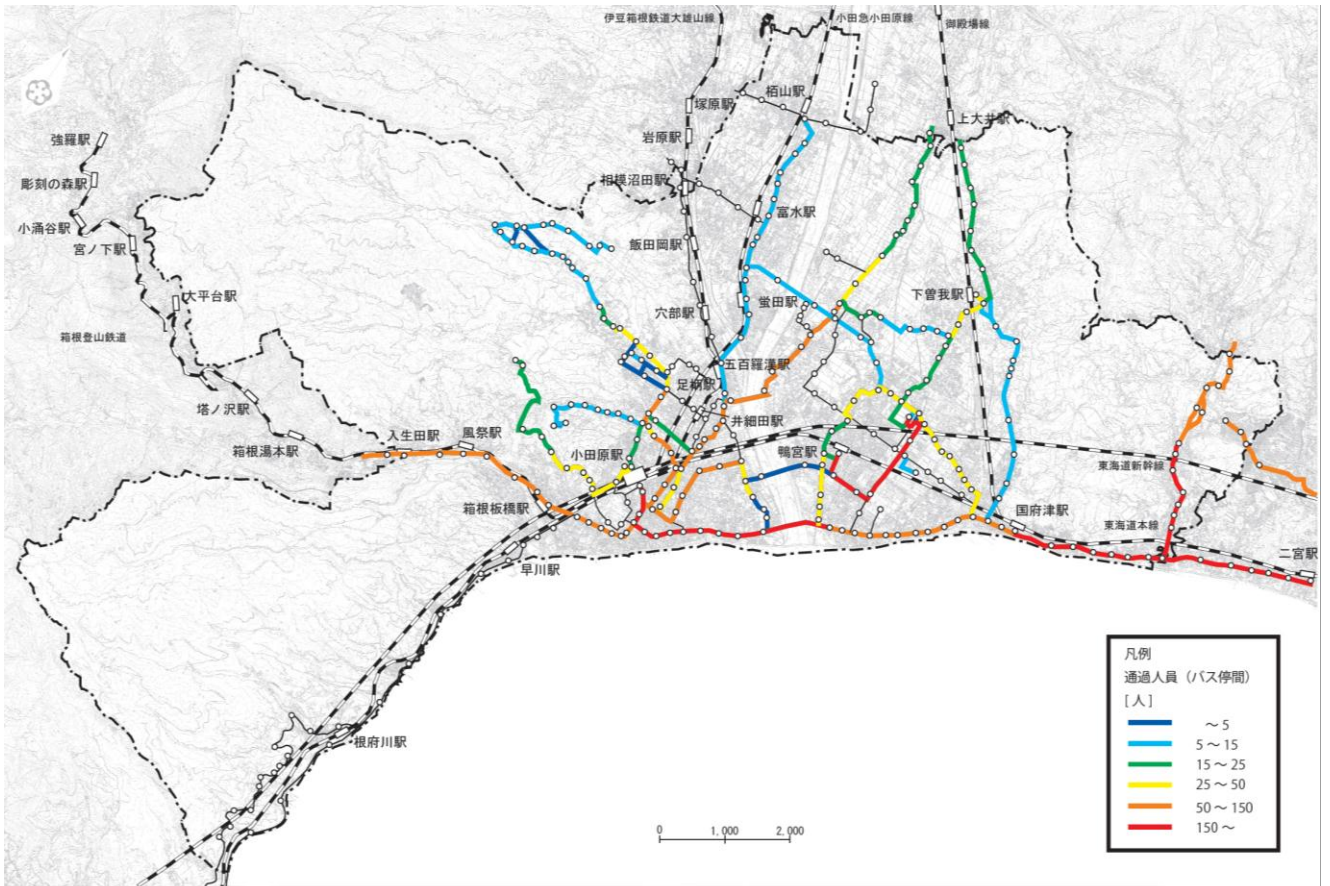 伊豆箱根鉄道大雄山線
小田急小田原線
御殿場線
強羅駅
彫刻の森駅
小涌谷駅
宮ノ下駅
大平台駅
箱根登山鉄道
塔ノ沢駅
箱根湯本駅
入生田駅
風祭駅
箱根板橋駅
小田原駅
早川駅
根府川駅
塚原駅
岩原駅
相模沼田駅
飯田岡駅
穴部駅
五百羅漢駅
足柄駅
井細田駅
栢山駅
富水駅
蛍田駅
鴨宮駅
上大井駅
下曽我駅
国府津駅
東海道新幹線
東海道本線
二宮駅
凡例
通過人員（バス停間）
[人]
～5
5～15
15～25
25～50
50～150
150～
0 1,000 2,000